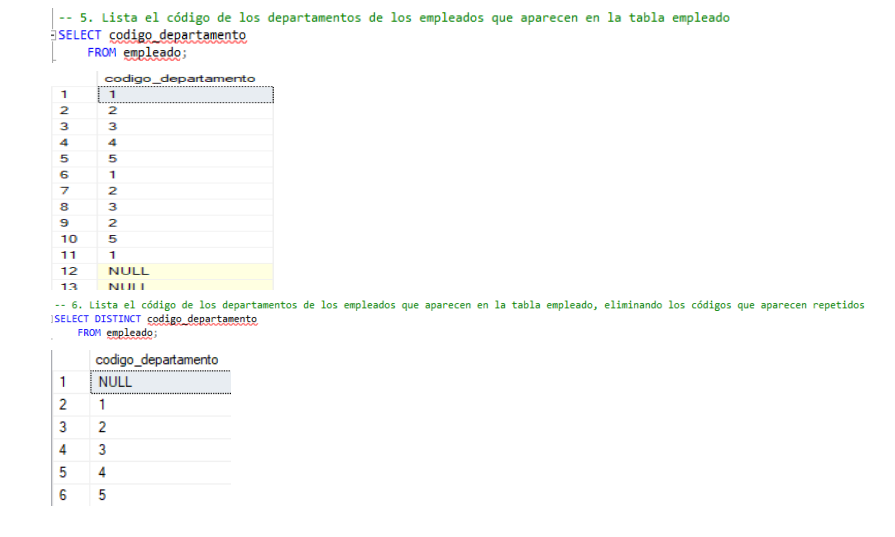 -- 5. Lista el código de los departamentos de los empleados que aparecen en la tabla empleado
SELECT codigo_departamento
FROM empleado;
codigo_departamento
1 1
2 2
3 3
4 4
5 5
6 1
7 2
8 3
9 2
10 5
11 1
12 NULL
13 NULL
-- 6. Lista el código de los departamentos de los empleados que aparecen en la tabla empleado, eliminando los códigos que aparecen repetidos
SELECT DISTINCT codigo_departamento
FROM empleado;
codigo_departamento
1 NULL
2 1
3 2
4 3
5 4
6 5